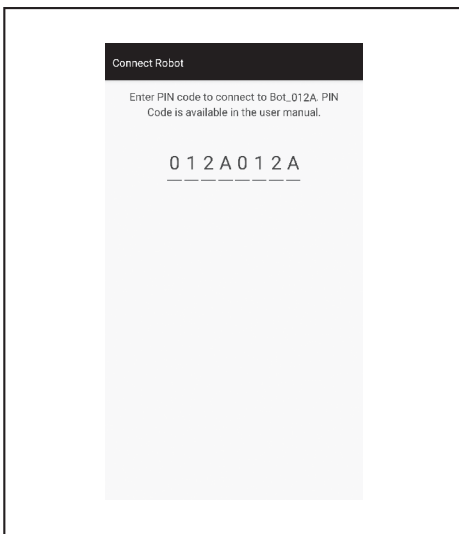 Connect Robot
Enter PIN code to connect to Bot_012A. PIN
Code is available in the user manual.
0 1 2 A 0 1 2 A